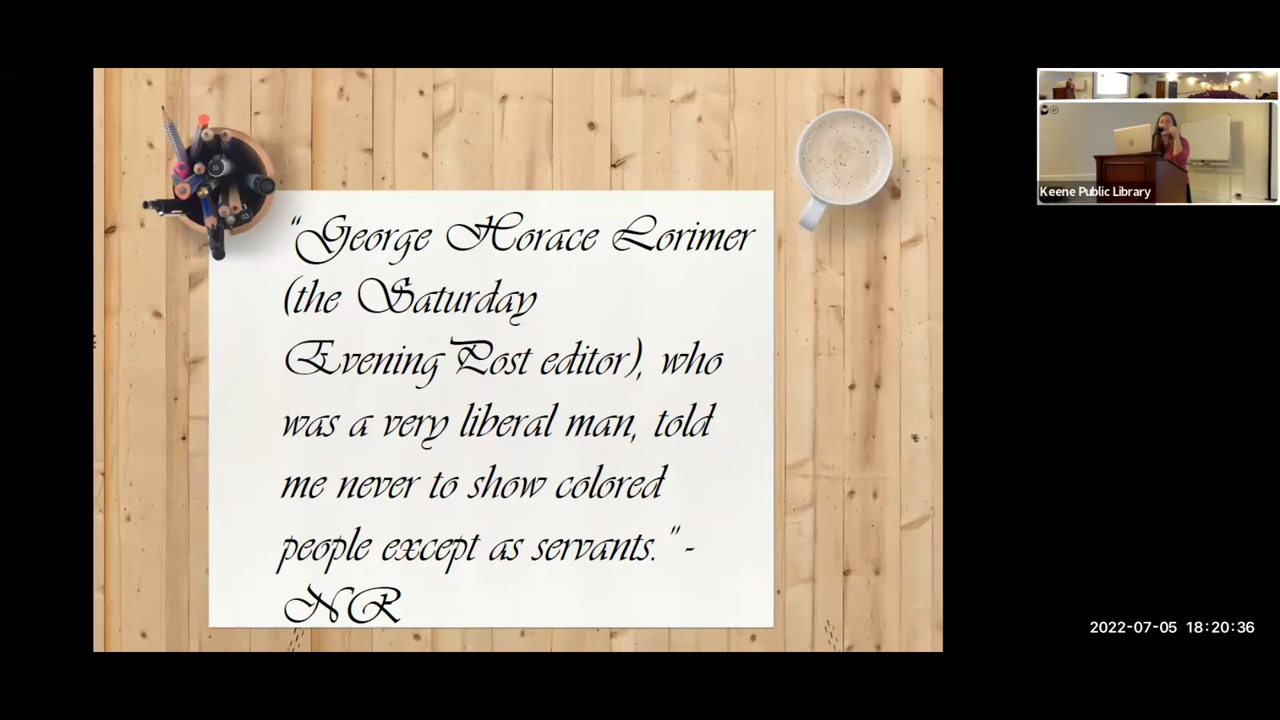 “George Horace Lorimer
(the Saturday
Evening Post editor), who
was a very liberal man, told
me never to show colored
people except as servants.” -
NR
Keene Public Library
2022-07-05 18:20:36